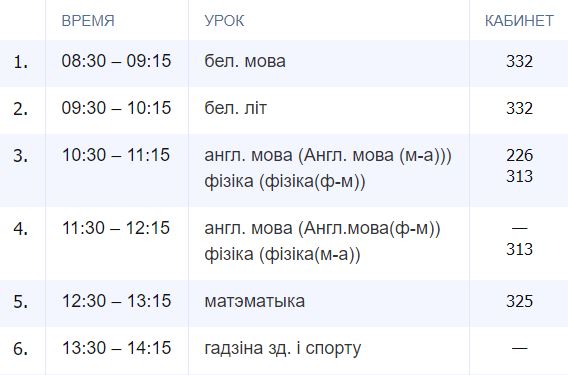 ВРЕМЯ УРОК КАБИНЕТ
1. 08:30 – 09:15 бел. мова 332
2. 09:30 – 10:15 бел. літ 332
3. 10:30 – 11:15 англ. мова (Англ. мова (м-а))) 226
фізіка (фізіка(ф-м)) 313
4. 11:30 – 12:15 англ. мова (Англ.мова(ф-м)) —
фізіка (фізіка(м-а)) 313
5. 12:30 – 13:15 матэматыка 325
6. 13:30 – 14:15 гадзіна зд. і спорту —